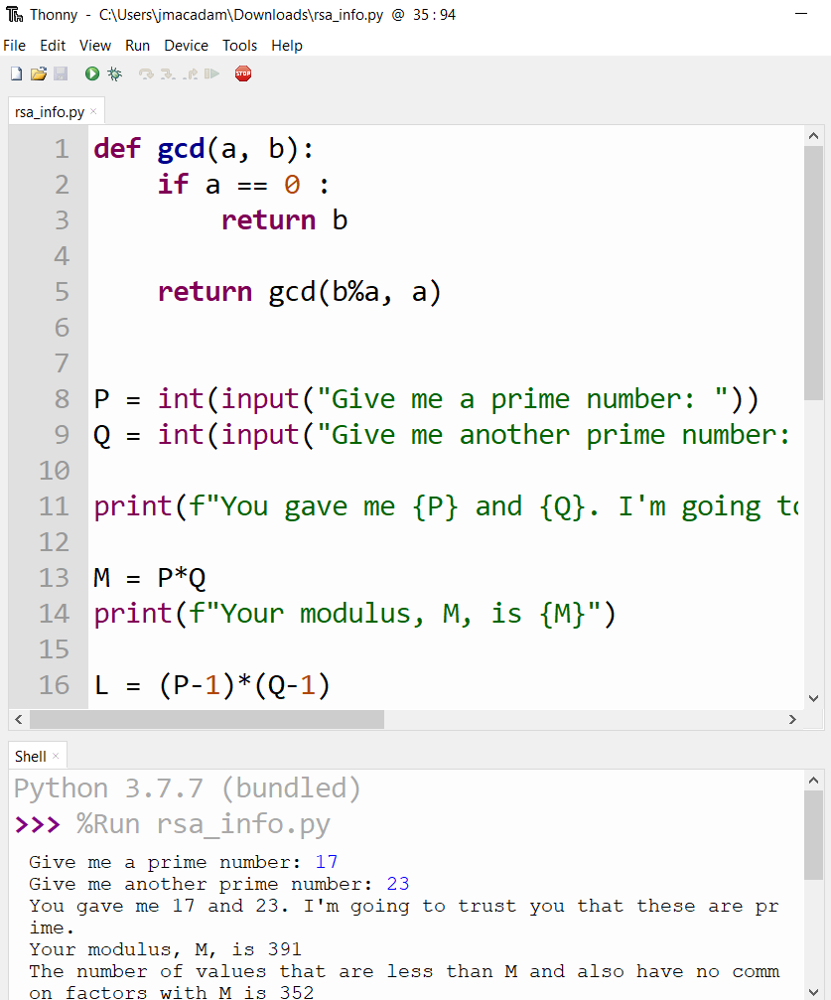 Thonny - C:\Users\jmacadam\Downloads\rsa_info.py @ 35 : 94
File Edit View Run Device Tools Help
STOP
rsa_info.py ×
1 def gcd(a, b):
2     if a == 0 :
3         return b
4
5     return gcd(b%a, a)
6
7
8 P = int(input("Give me a prime number: "))
9 Q = int(input("Give me another prime number:
10
11 print(f"You gave me {P} and {Q}. I'm going to
12
13 M = P*Q
14 print(f"Your modulus, M, is {M}")
15
16 L = (P-1)*(Q-1)
Shell ×
Python 3.7.7 (bundled)
>>> %Run rsa_info.py
Give me a prime number: 17
Give me another prime number: 23
You gave me 17 and 23. I'm going to trust you that these are pr
ime.
Your modulus, M, is 391
The number of values that are less than M and also have no comm
on factors with M is 352